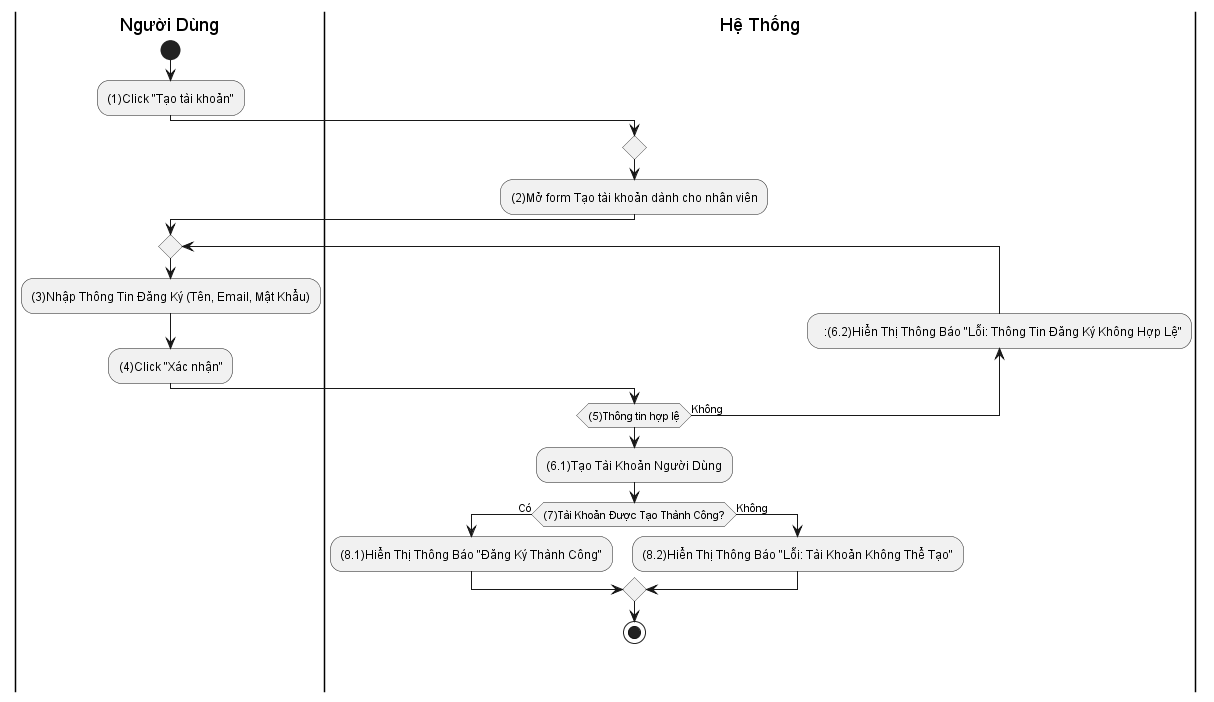 Người Dùng
Hệ Thống
(1)Click "Tạo tài khoản"
(2)Mở form Tạo tài khoản dành cho nhân viên
(3)Nhập Thông Tin Đăng Ký (Tên, Email, Mật Khẩu)
:(6.2)Hiển Thị Thông Báo "Lỗi: Thông Tin Đăng Ký Không Hợp Lệ"
(4)Click "Xác nhận"
(5)Thông tin hợp lệ
Không
(6.1)Tạo Tài Khoản Người Dùng
Có
(7)Tài Khoản Được Tạo Thành Công?
Không
(8.1)Hiển Thị Thông Báo "Đăng Ký Thành Công"
(8.2)Hiển Thị Thông Báo "Lỗi: Tài Khoản Không Thể Tạo"